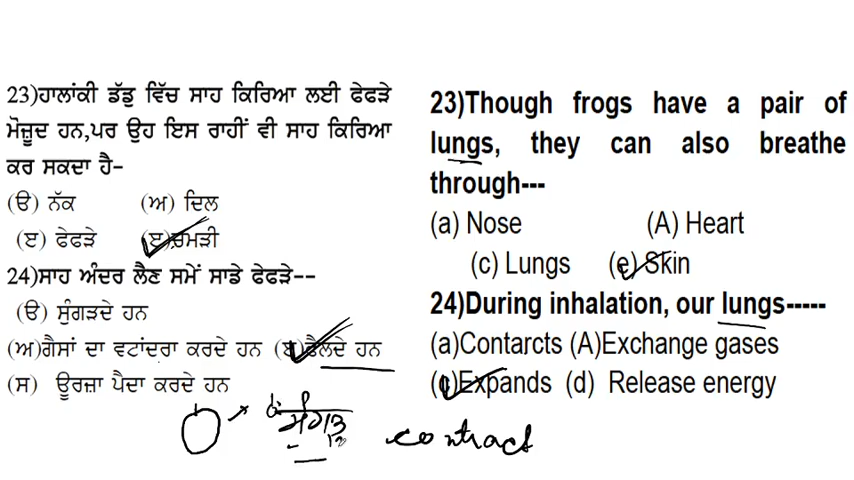 23)ਹਾਲਾਂਕੀ ਡੱਡੂ ਵਿੱਚ ਸਾਹ ਕਿਰਿਆ ਲਈ ਫੇਫੜੇ
ਮੋਜੂਦ ਹਨ,ਪਰ ਉਹ ਇਸ ਰਾਹੀਂ ਵੀ ਸਾਹ ਕਿਰਿਆ
ਕਰ ਸਕਦਾ ਹੈ-
(ੳ) ਨੱਕ (ਅ) ਦਿਲ
(ੲ) ਫੇਫੜੇ (ੲ) ਚਮੜੀ
24)ਸਾਹ ਅੰਦਰ ਲੈਣ ਸਮੇਂ ਸਾਡੇ ਫੇਫੜੇ--
(ੳ) ਸੁੰਗੜਦੇ ਹਨ
(ਅ)ਗੈਸਾਂ ਦਾ ਵਟਾਂਦਰਾ ਕਰਦੇ ਹਨ ਫੈਲਦੇ ਹਨ
(ਸ) ਊਰਜ਼ਾ ਪੈਦਾ ਕਰਦੇ ਹਨ
23)Though frogs have a pair of
lungs, they can also breathe
through---
(a) Nose (A) Heart
(c) Lungs (e) Skin
24)During inhalation, our lungs-----
(a)Contarcts (A)Exchange gases
Expands (d) Release energy
contract